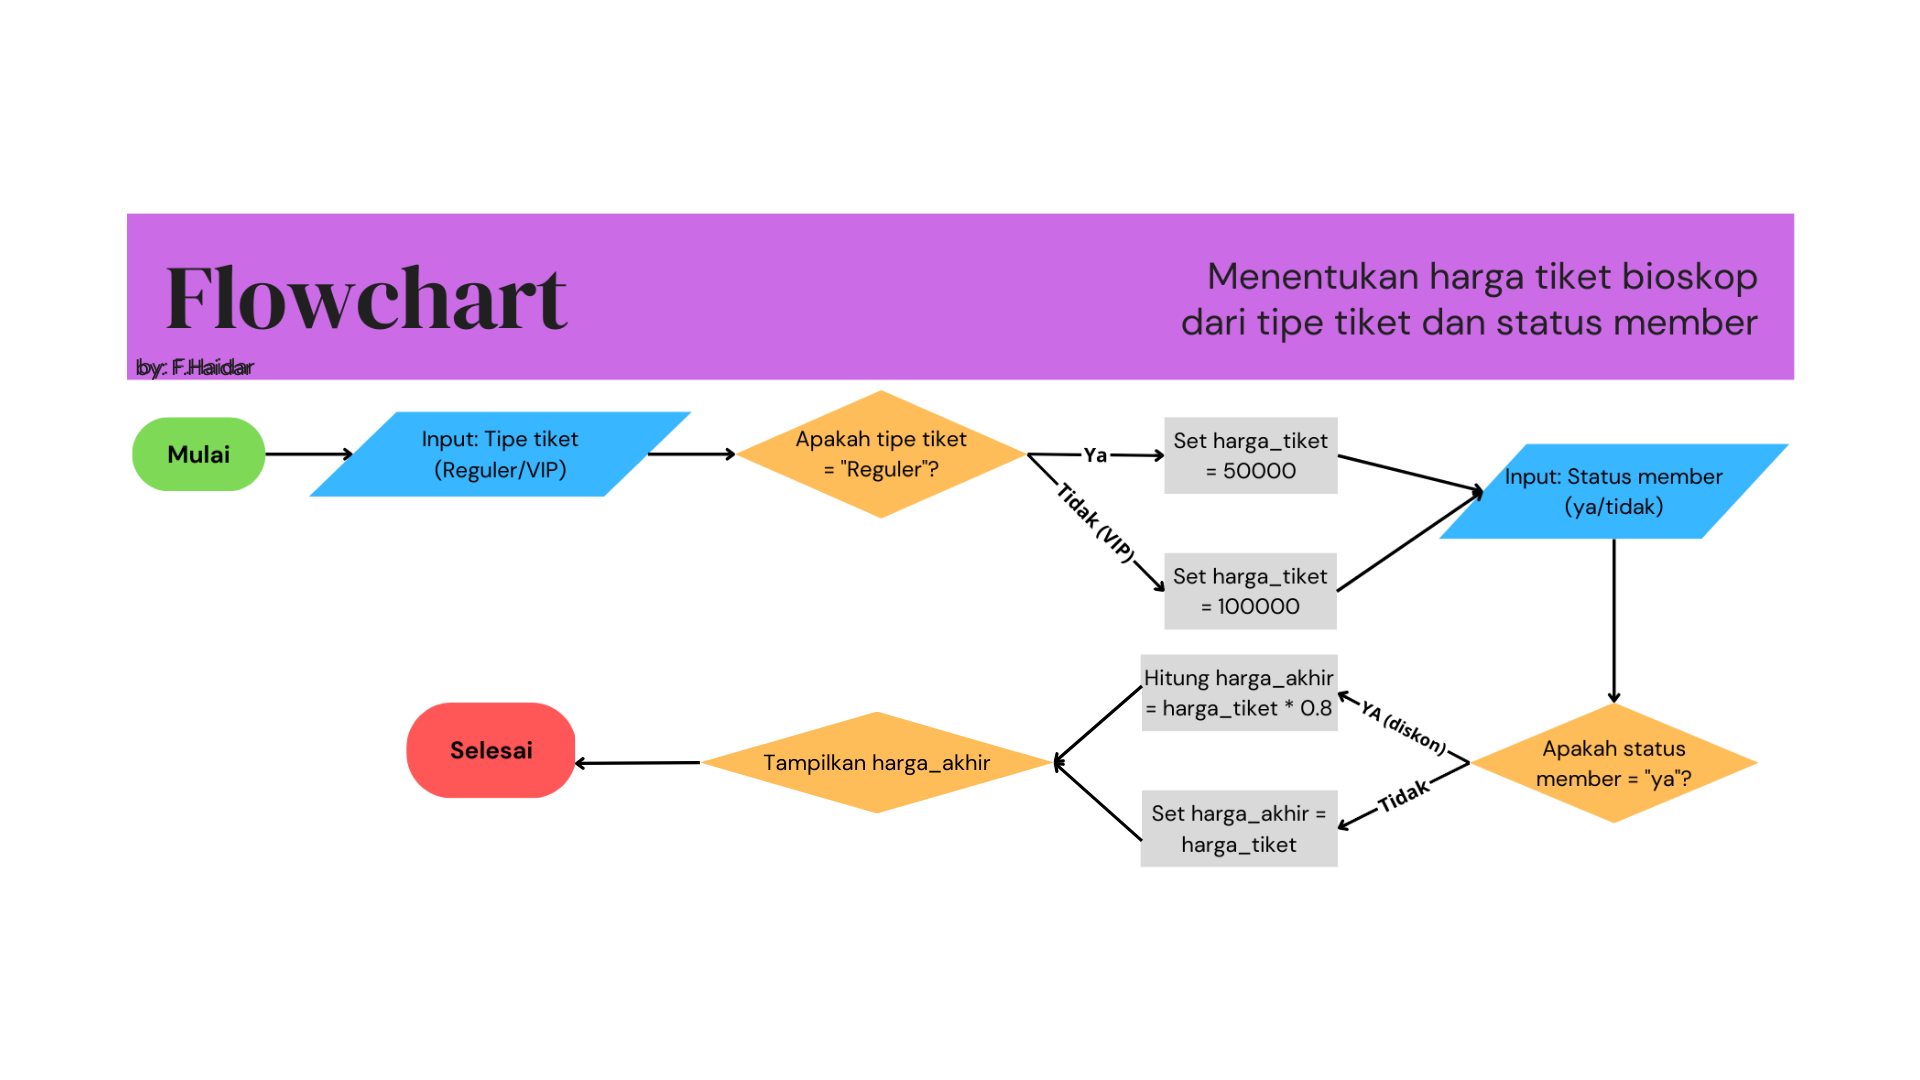 Flowchart
by: F.Haidar
Menentukan harga tiket bioskop
dari tipe tiket dan status member
Mulai
Input: Tipe tiket
(Reguler/VIP)
Apakah tipe tiket
= "Reguler"?
Ya
Tidak (VIP)
Set harga_tiket
= 50000
Set harga_tiket
= 100000
Input: Status member
(ya/tidak)
Apakah status
member = "ya"?
YA (diskon)
Tidak
Hitung harga_akhir
= harga_tiket * 0.8
Set harga_akhir =
harga_tiket
Tampilkan harga_akhir
Selesai